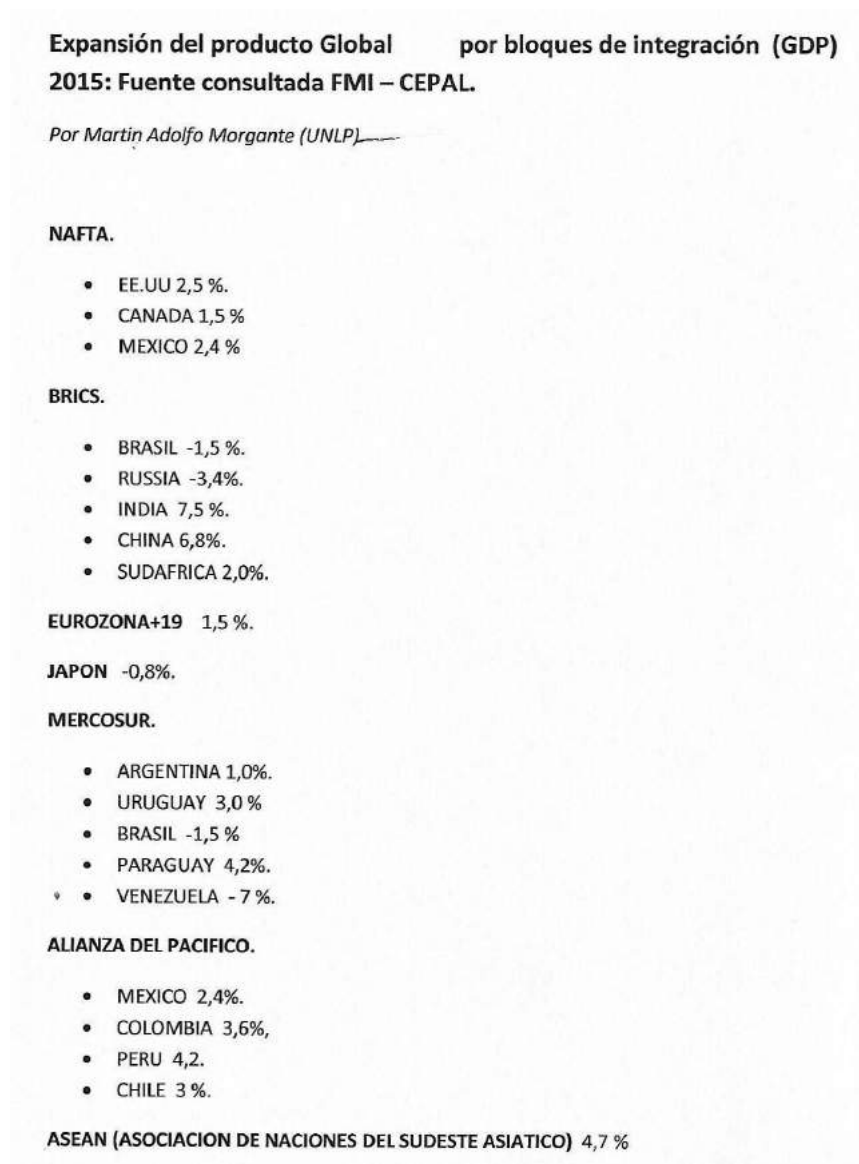 Expansión del producto Global por bloques de integración (GDP)
2015: Fuente consultada FMI – CEPAL.
Por Martin Adolfo Morgante (UNLP)
NAFTA.
• EE.UU 2,5 %.
• CANADA 1,5 %
• MEXICO 2,4 %
BRICS.
• BRASIL -1,5 %.
• RUSSIA -3,4%.
• INDIA 7,5 %.
• CHINA 6,8%.
• SUDAFRICA 2,0%.
EUROZONA+19 1,5 %.
JAPON -0,8%.
MERCOSUR.
• ARGENTINA 1,0%.
• URUGUAY 3,0 %
• BRASIL -1,5 %
• PARAGUAY 4,2%.
• VENEZUELA - 7 %.
ALIANZA DEL PACIFICO.
• MEXICO 2,4%.
• COLOMBIA 3,6%,
• PERU 4,2.
• CHILE 3 %.
ASEAN (ASOCIACION DE NACIONES DEL SUDESTE ASIATICO) 4,7 %